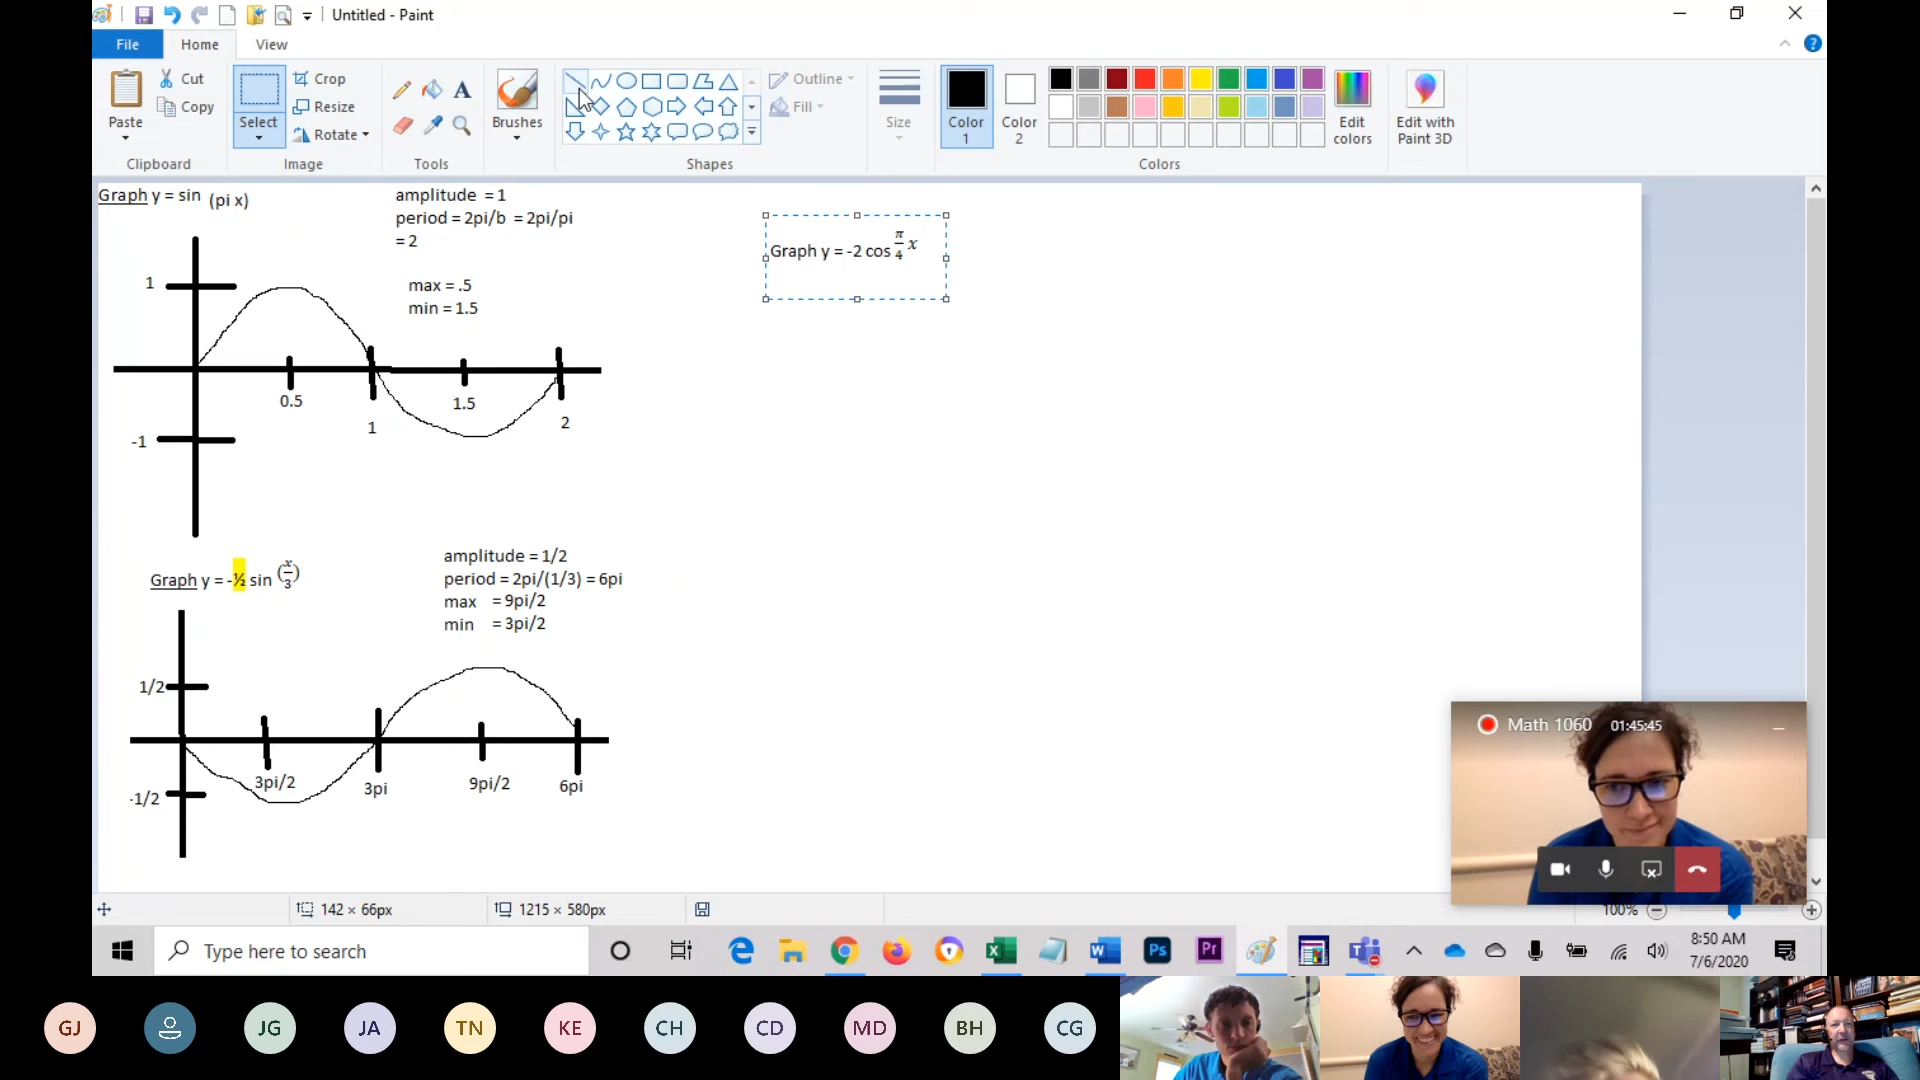 Untitled - Paint
File
Home
View
Paste
Cut
Copy
Clipboard
Select
Crop
Resize
Rotate
Image
A
Tools
Brushes
Shapes
Outline
Fill
Size
Color
1
Color
2
Colors
Edit
colors
Edit with
Paint 3D
Graph y = sin (pi x)
amplitude = 1
period = 2pi/b = 2pi/pi
= 2
max = .5
min = 1.5
1
0.5
1
1.5
2
-1
Graph y = -2 cos π/4 x
Graph y = -½ sin (x/3)
amplitude = 1/2
period = 2pi/(1/3) = 6pi
max = 9pi/2
min = 3pi/2
1/2
3pi/2
3pi
9pi/2
6pi
-1/2
Math 1060 01:45:45
142 × 66px
1215 × 580px
100%
Type here to search
Ps
Pr
8:50 AM
7/6/2020
GJ
JG
JA
TN
KE
CH
CD
MD
BH
CG